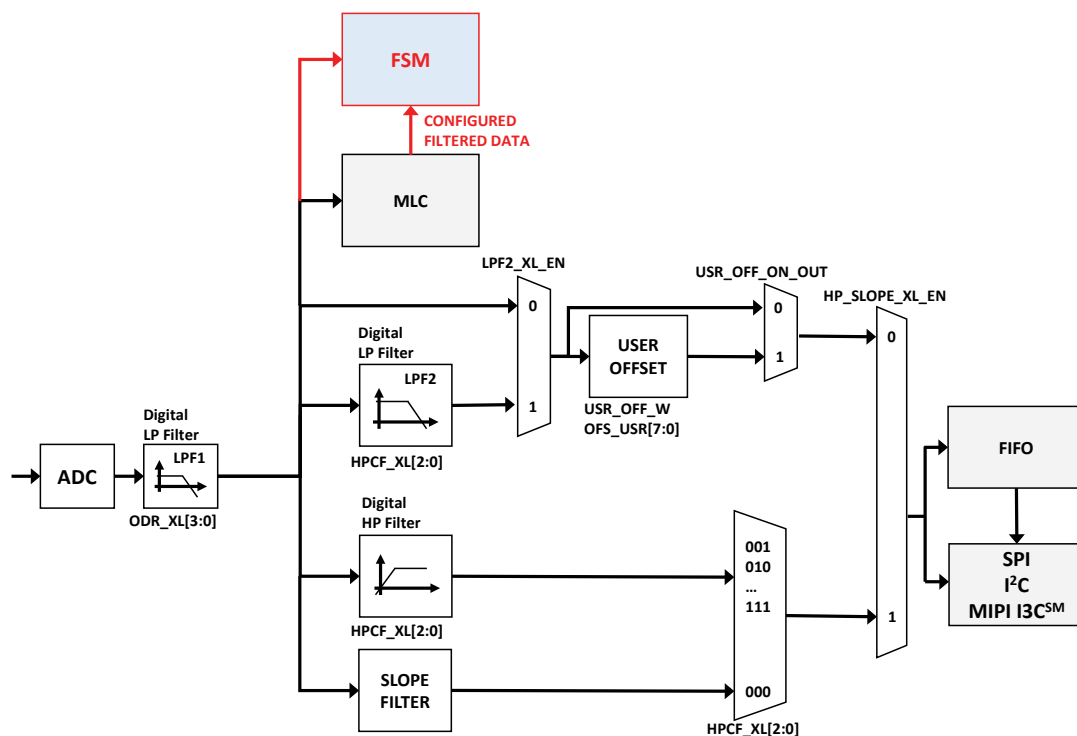 FSM
CONFIGURED
FILTERED DATA
MLC
LPF2_XL_EN
0
1
USR_OFF_ON_OUT
0
1
HP_SLOPE_XL_EN
0
1
Digital
LP Filter
LPF2
HPCF_XL[2:0]
USER
OFFSET
USR_OFF_W
OFS_USR[7:0]
Digital
LP Filter
LPF1
ODR_XL[3:0]
ADC
FIFO
SPI
I²C
MIPI I3Cˢᴹ
Digital
HP Filter
HPCF_XL[2:0]
001
010
...
111
000
HPCF_XL[2:0]
SLOPE
FILTER